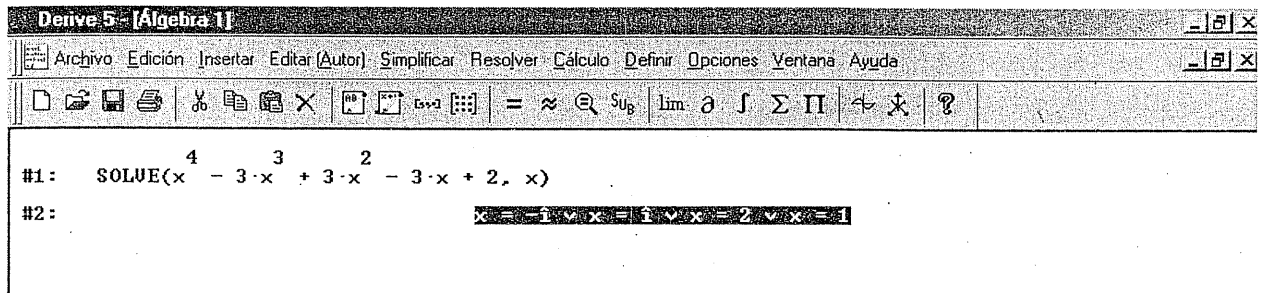 Derive 5 - [Álgebra 1]
Archivo Edición Insertar Editar (Autor) Simplificar Resolver Cálculo Definir Opciones Ventana Ayuda
= ≈ SUB lim ∂ ∫ Σ Π ?
#1: SOLVE(x^4 - 3·x^3 + 3·x^2 - 3·x + 2, x)
#2: x = -î ∨ x = î ∨ x = 2 ∨ x = 1